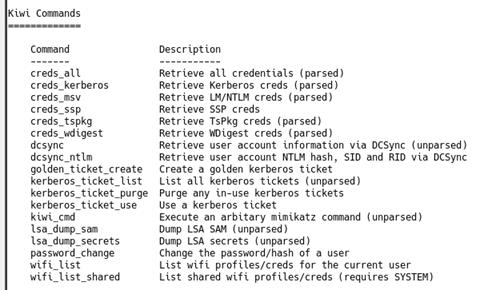 Kiwi Commands
=============
Command Description
------- -----------
creds_all Retrieve all credentials (parsed)
creds_kerberos Retrieve Kerberos creds (parsed)
creds_msv Retrieve LM/NTLM creds (parsed)
creds_ssp Retrieve SSP creds
creds_tspkg Retrieve TsPkg creds (parsed)
creds_wdigest Retrieve WDigest creds (parsed)
dcsync Retrieve user account information via DCSync (unparsed)
dcsync_ntlm Retrieve user account NTLM hash, SID and RID via DCSync
golden_ticket_create Create a golden kerberos ticket
kerberos_ticket_list List all kerberos tickets (unparsed)
kerberos_ticket_purge Purge any in-use kerberos tickets
kerberos_ticket_use Use a kerberos ticket
kiwi_cmd Execute an arbitary mimikatz command (unparsed)
lsa_dump_sam Dump LSA SAM (unparsed)
lsa_dump_secrets Dump LSA secrets (unparsed)
password_change Change the password/hash of a user
wifi_list List wifi profiles/creds for the current user
wifi_list_shared List shared wifi profiles/creds (requires SYSTEM)